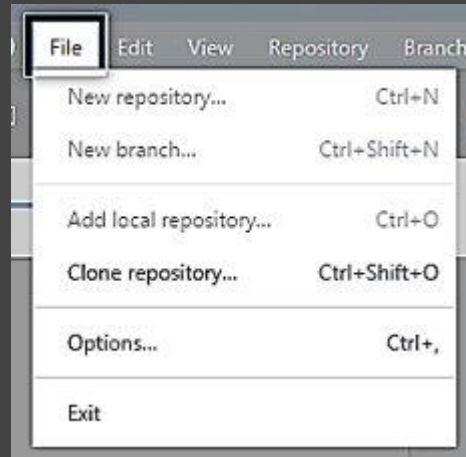 File Edit View Repository Branch
New repository... Ctrl+N
New branch... Ctrl+Shift+N
Add local repository... Ctrl+O
Clone repository... Ctrl+Shift+O
Options... Ctrl+,
Exit